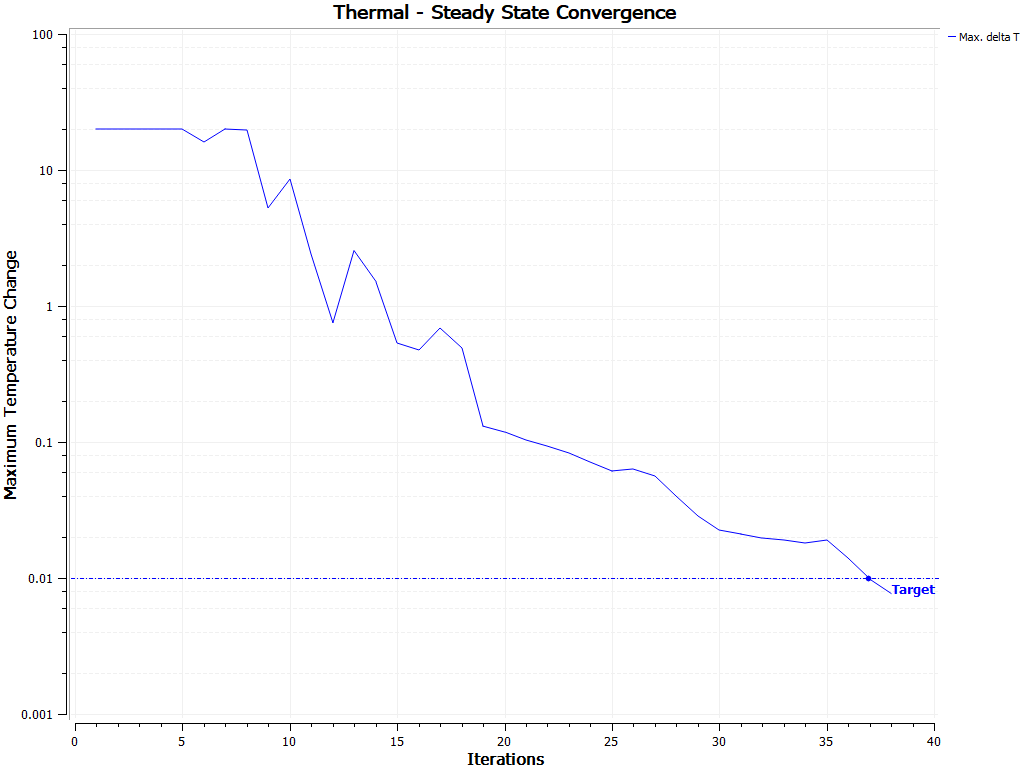 Thermal - Steady State Convergence
Max. delta T
100
10
1
0.1
0.01
0.001
Maximum Temperature Change
Target
0 5 10 15 20 25 30 35 40
Iterations